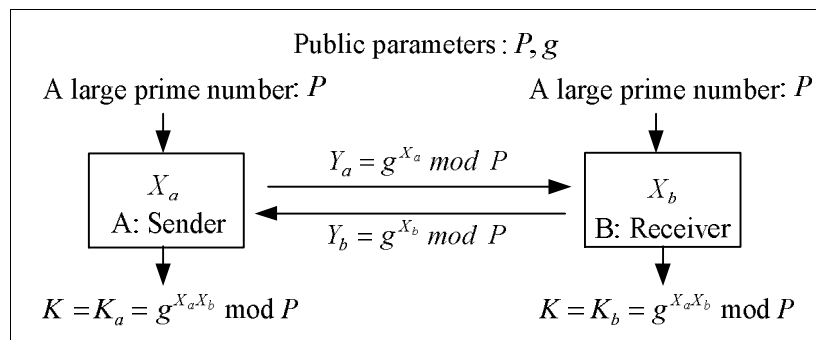 Public parameters: P, g
A large prime number: P
A large prime number: P
X_a
A: Sender
Y_a = g^{X_a} mod P
Y_b = g^{X_b} mod P
X_b
B: Receiver
K = K_a = g^{X_a X_b} mod P
K = K_b = g^{X_a X_b} mod P